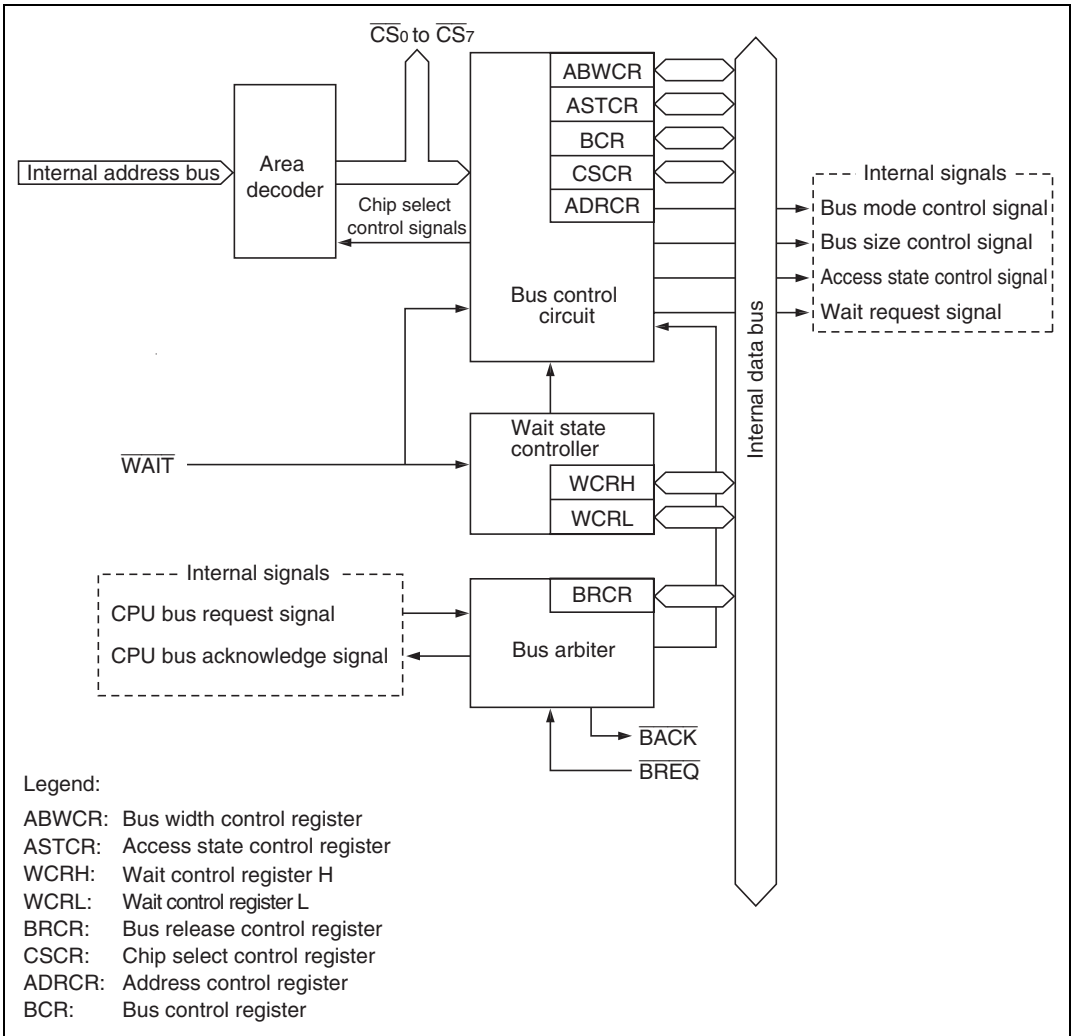 CS0 to CS7
ABWCR
ASTCR
BCR
CSCR
ADRCR
Internal address bus
Area
decoder
Chip select
control signals
Bus control
circuit
Internal signals
Bus mode control signal
Bus size control signal
Access state control signal
Wait request signal
Internal data bus
WAIT
Wait state
controller
WCRH
WCRL
Internal signals
CPU bus request signal
CPU bus acknowledge signal
BRCR
Bus arbiter
BACK
BREQ
Legend:
ABWCR: Bus width control register
ASTCR: Access state control register
WCRH: Wait control register H
WCRL: Wait control register L
BRCR: Bus release control register
CSCR: Chip select control register
ADRCR: Address control register
BCR: Bus control register